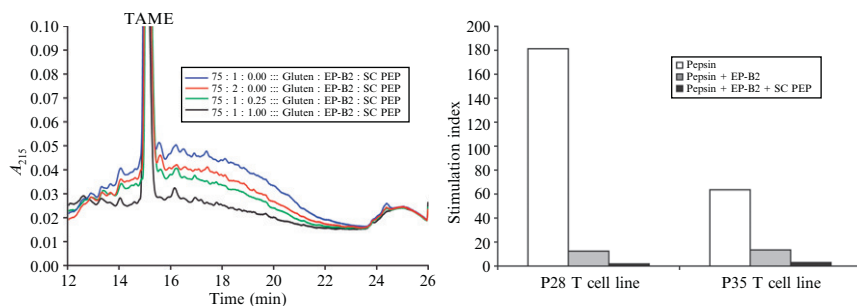 TAME
0.10
0.09
0.08
0.07
0.06
0.05
0.04
0.03
0.02
0.01
0.00
A215
75 : 1 : 0.00 ::: Gluten : EP-B2 : SC PEP
75 : 2 : 0.00 ::: Gluten : EP-B2 : SC PEP
75 : 1 : 0.25 ::: Gluten : EP-B2 : SC PEP
75 : 1 : 1.00 ::: Gluten : EP-B2 : SC PEP
12 14 16 18 20 22 24 26
Time (min)
200
180
160
140
120
100
80
60
40
20
0
Stimulation index
Pepsin
Pepsin + EP-B2
Pepsin + EP-B2 + SC PEP
P28 T cell line P35 T cell line